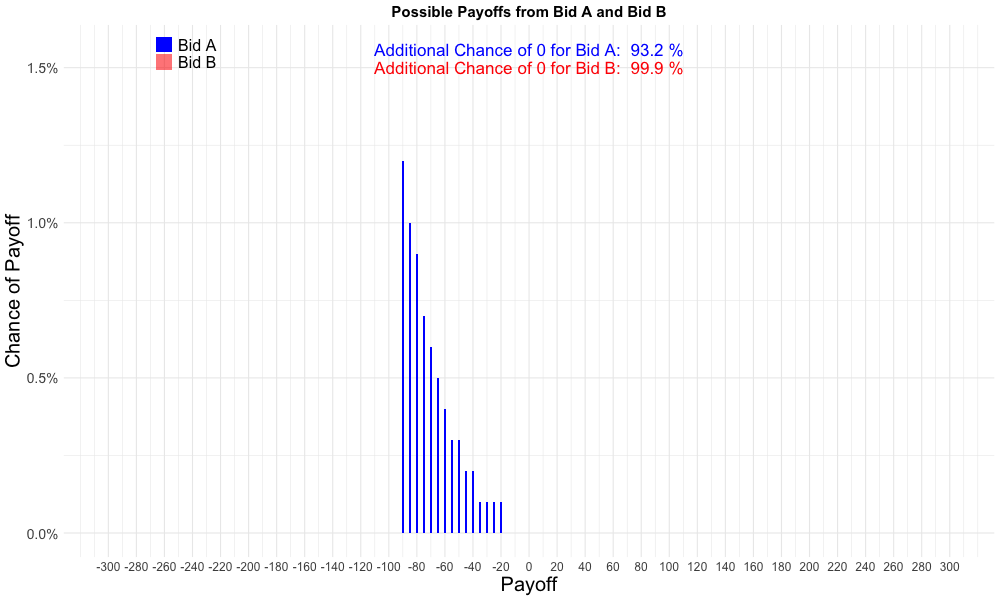 Possible Payoffs from Bid A and Bid B
Bid A
Bid B
Additional Chance of 0 for Bid A: 93.2 %
Additional Chance of 0 for Bid B: 99.9 %
Chance of Payoff
1.5%
1.0%
0.5%
0.0%
-300 -280 -260 -240 -220 -200 -180 -160 -140 -120 -100 -80 -60 -40 -20 0 20 40 60 80 100 120 140 160 180 200 220 240 260 280 300
Payoff